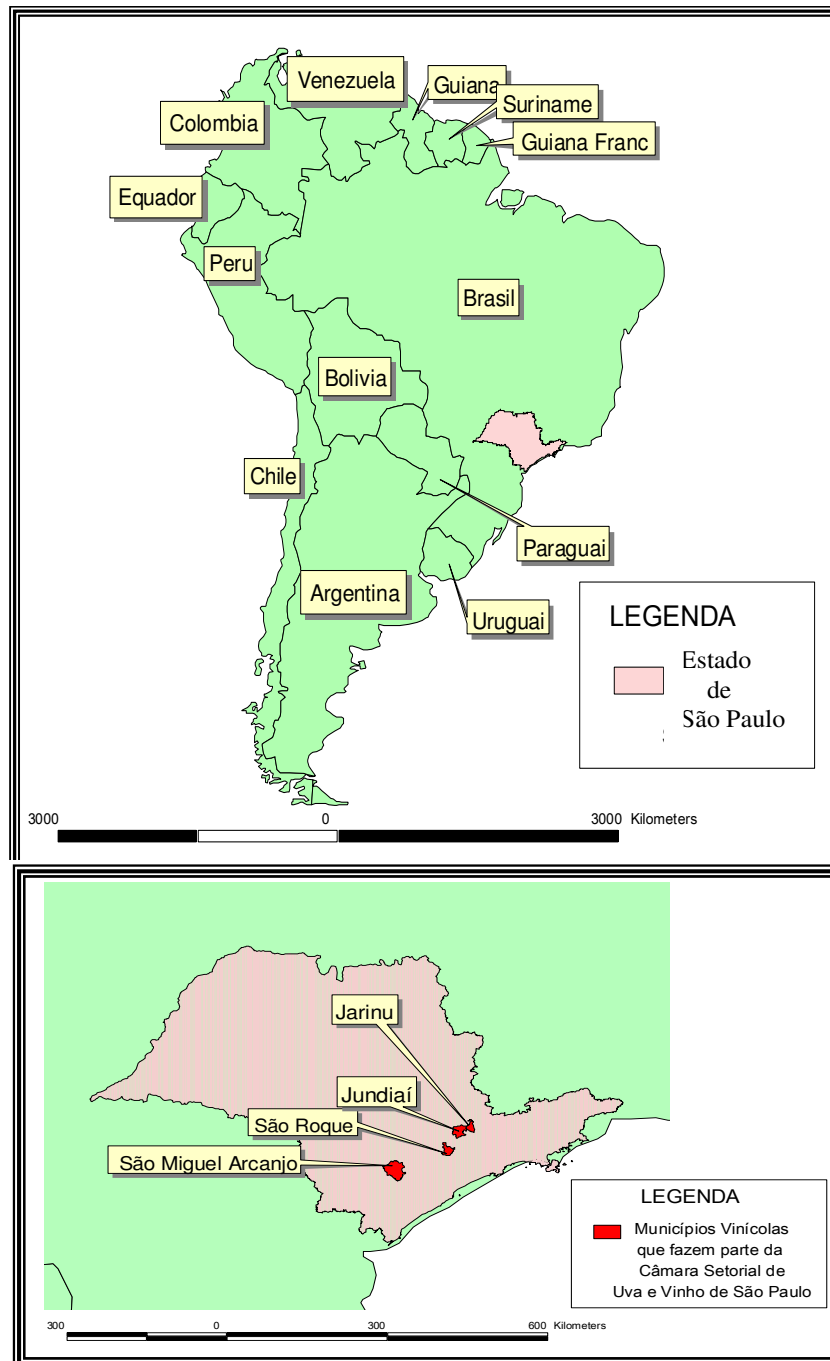 Venezuela
Guiana
Suriname
Colombia
Guiana Franc
Equador
Peru
Brasil
Bolivia
Chile
Paraguai
Argentina
Uruguai
LEGENDA
Estado
de
São Paulo
3000 0 3000 Kilometers
Jarinu
Jundiaí
São Roque
São Miguel Arcanjo
LEGENDA
Municípios Vinícolas
que fazem parte da
Câmara Setorial de
Uva e Vinho de São Paulo
300 0 300 600 Kilometers